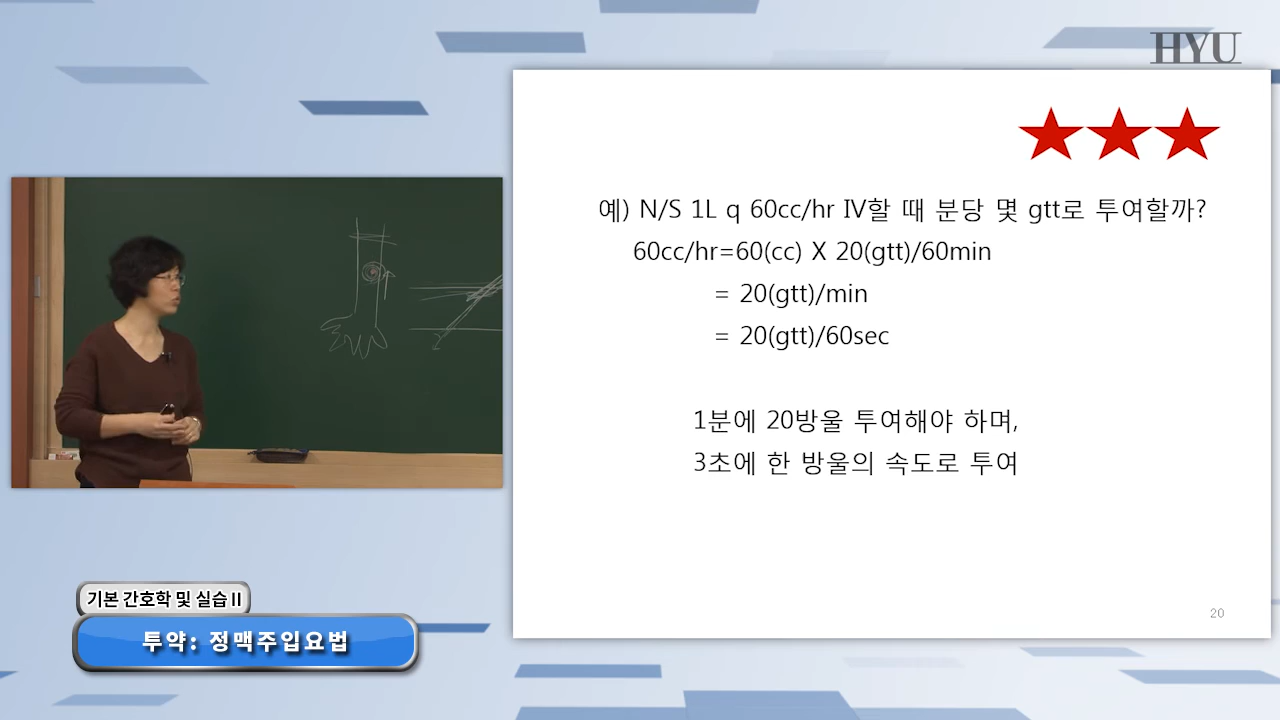 HYU
예) N/S 1L q 60cc/hr IV할 때 분당 몇 gtt로 투여할까?
60cc/hr=60(cc) X 20(gtt)/60min
= 20(gtt)/min
= 20(gtt)/60sec
1분에 20방울 투여해야 하며,
3초에 한 방울의 속도로 투여
20
기본 간호학 및 실습 II
투약: 정맥주입요법